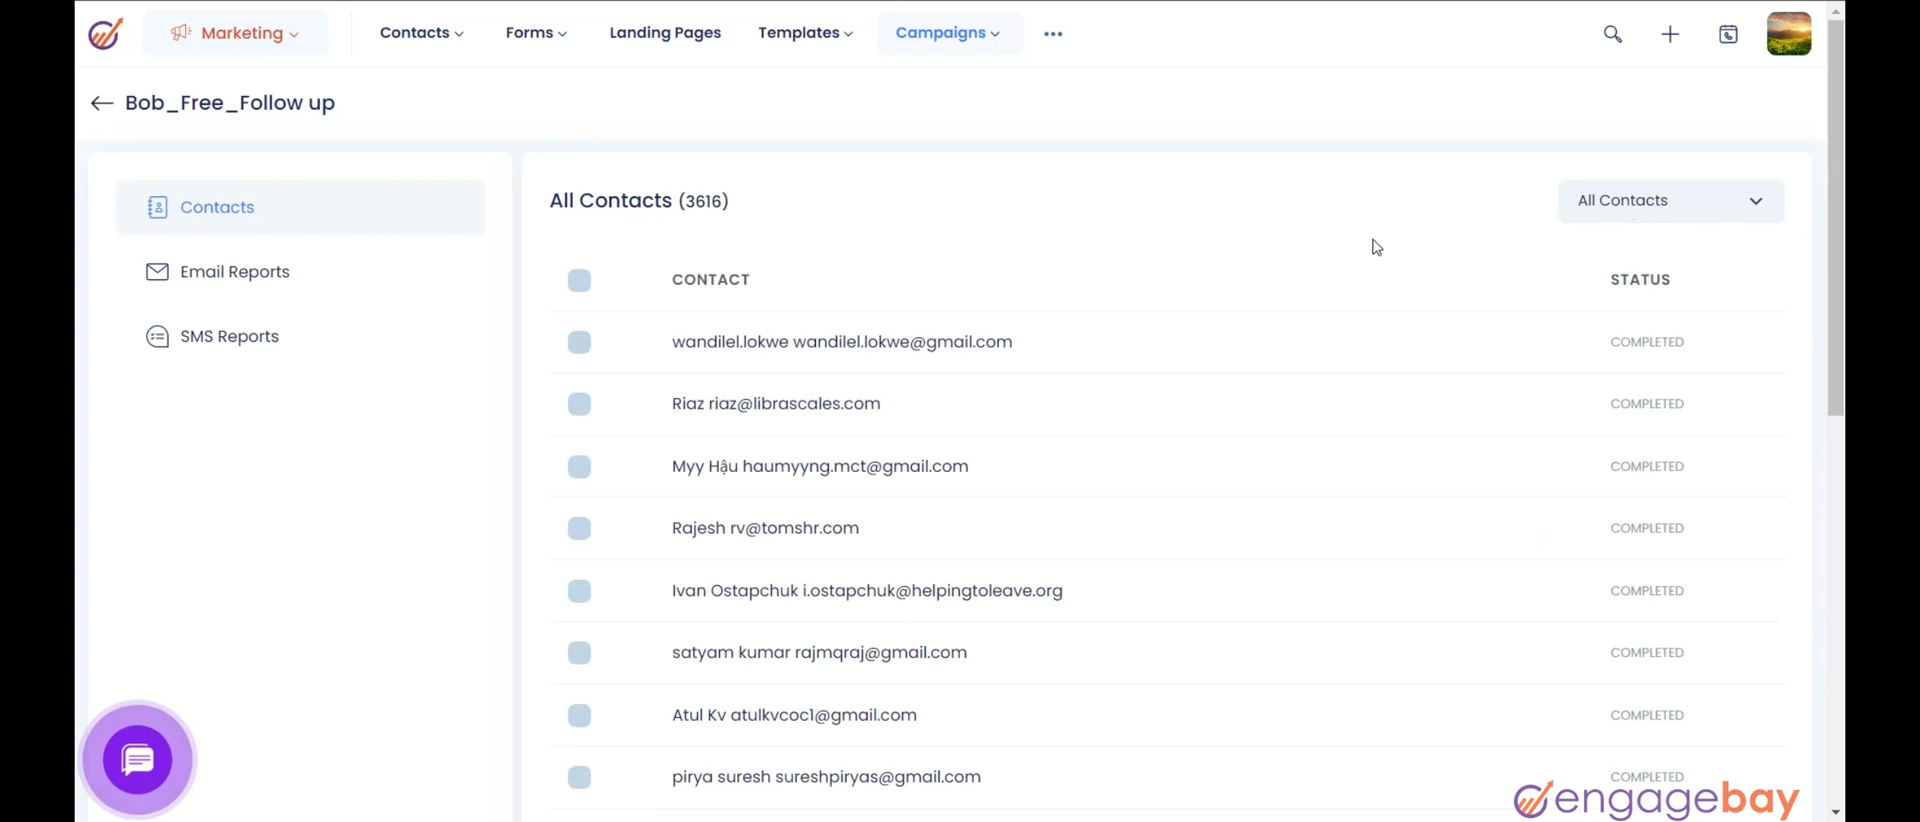 Marketing
Contacts
Forms
Landing Pages
Templates
Campaigns
Bob_Free_Follow up
Contacts
Email Reports
SMS Reports
All Contacts (3616)
All Contacts
CONTACT STATUS
wandilel.lokwe wandilel.lokwe@gmail.com COMPLETED
Riaz riaz@librascales.com COMPLETED
Myy Hậu haumyyng.mct@gmail.com COMPLETED
Rajesh rv@tomshr.com COMPLETED
Ivan Ostapchuk i.ostapchuk@helpingtoleave.org COMPLETED
satyam kumar rajmqraj@gmail.com COMPLETED
Atul Kv atulkvcoc1@gmail.com COMPLETED
pirya suresh sureshpiryas@gmail.com COMPLETED
engagebay